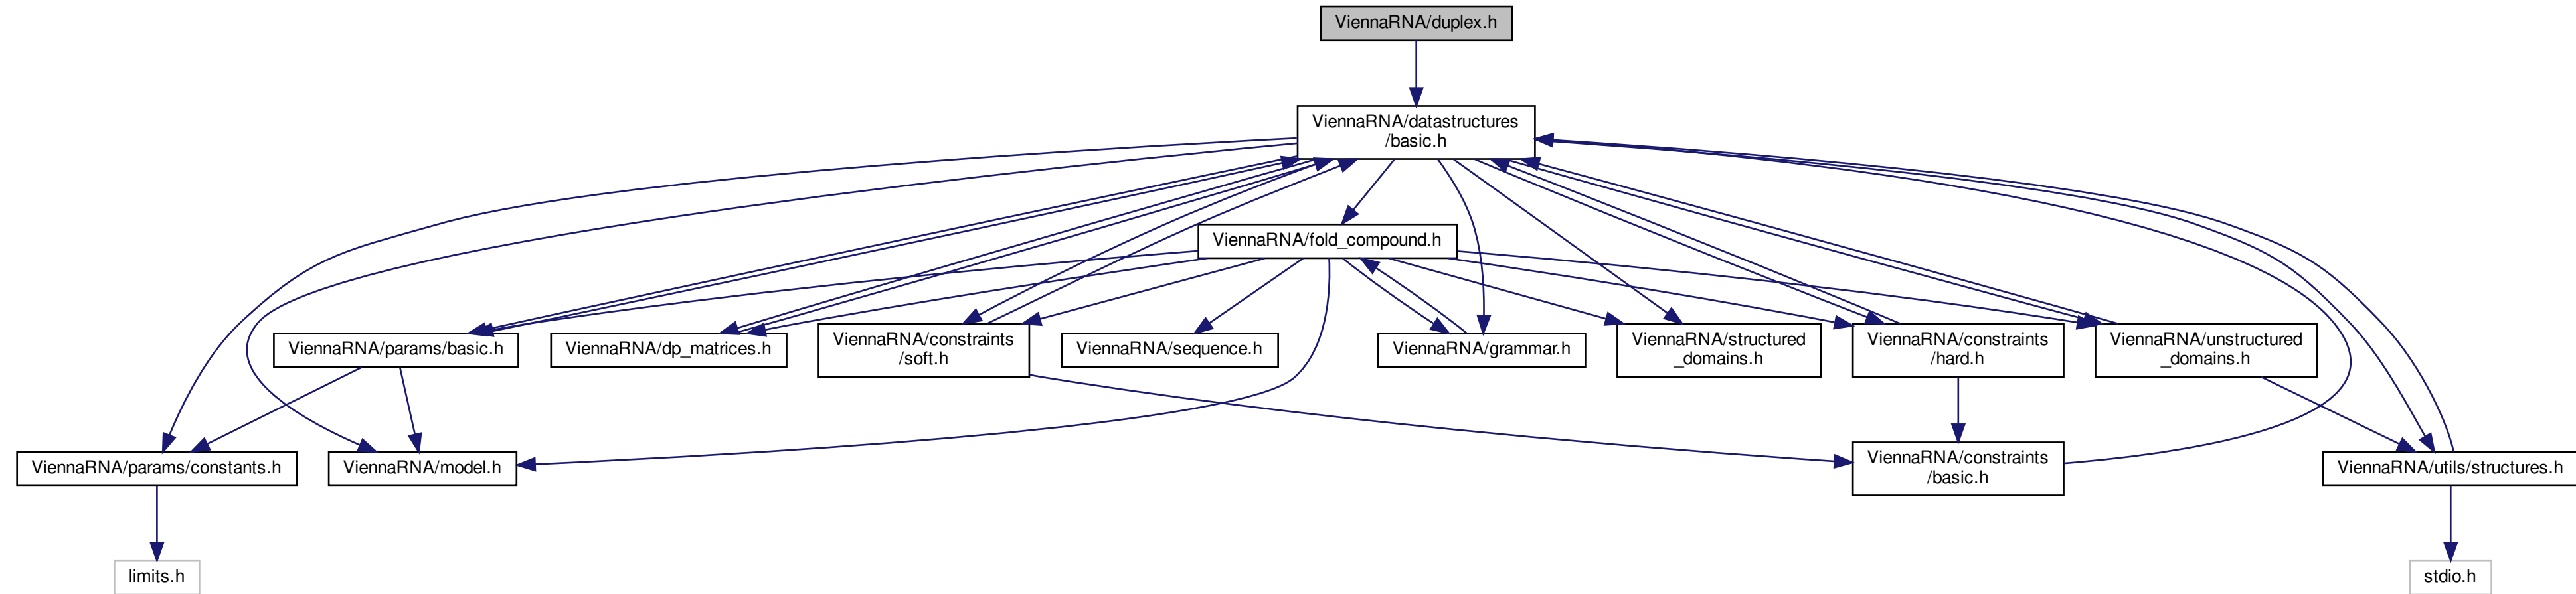 ViennaRNA/duplex.h
ViennaRNA/datastructures
/basic.h
ViennaRNA/fold_compound.h
ViennaRNA/params/basic.h
ViennaRNA/dp_matrices.h
ViennaRNA/constraints
/soft.h
ViennaRNA/sequence.h
ViennaRNA/grammar.h
ViennaRNA/structured
_domains.h
ViennaRNA/constraints
/hard.h
ViennaRNA/unstructured
_domains.h
ViennaRNA/params/constants.h
ViennaRNA/model.h
ViennaRNA/constraints
/basic.h
ViennaRNA/utils/structures.h
limits.h
stdio.h